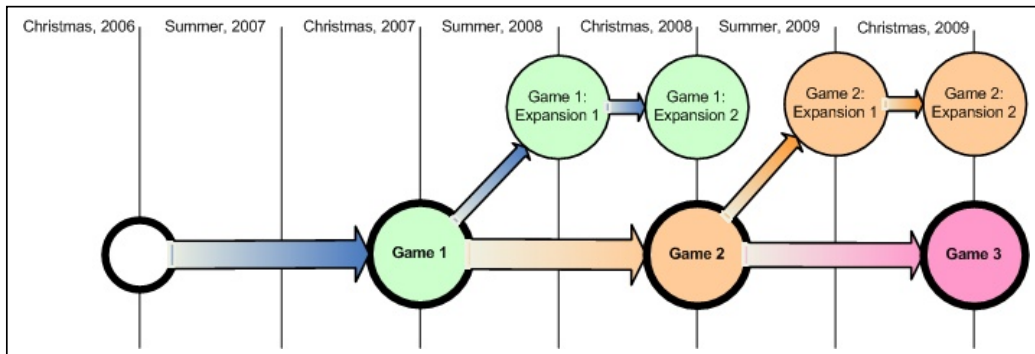 Christmas, 2006
Summer, 2007
Christmas, 2007
Summer, 2008
Christmas, 2008
Summer, 2009
Christmas, 2009
Game 1:
Expansion 1
Game 1:
Expansion 2
Game 2:
Expansion 1
Game 2:
Expansion 2
Game 1
Game 2
Game 3